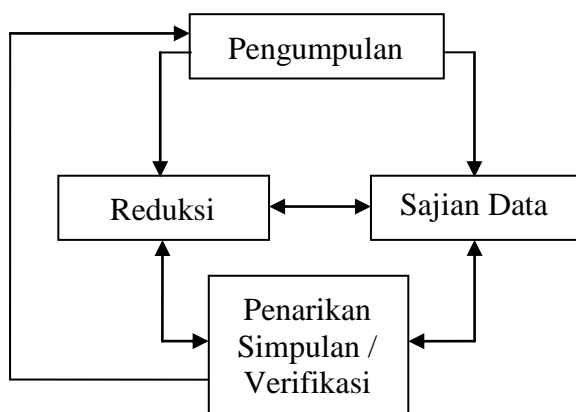 Pengumpulan
Reduksi
Sajian Data
Penarikan
Simpulan /
Verifikasi